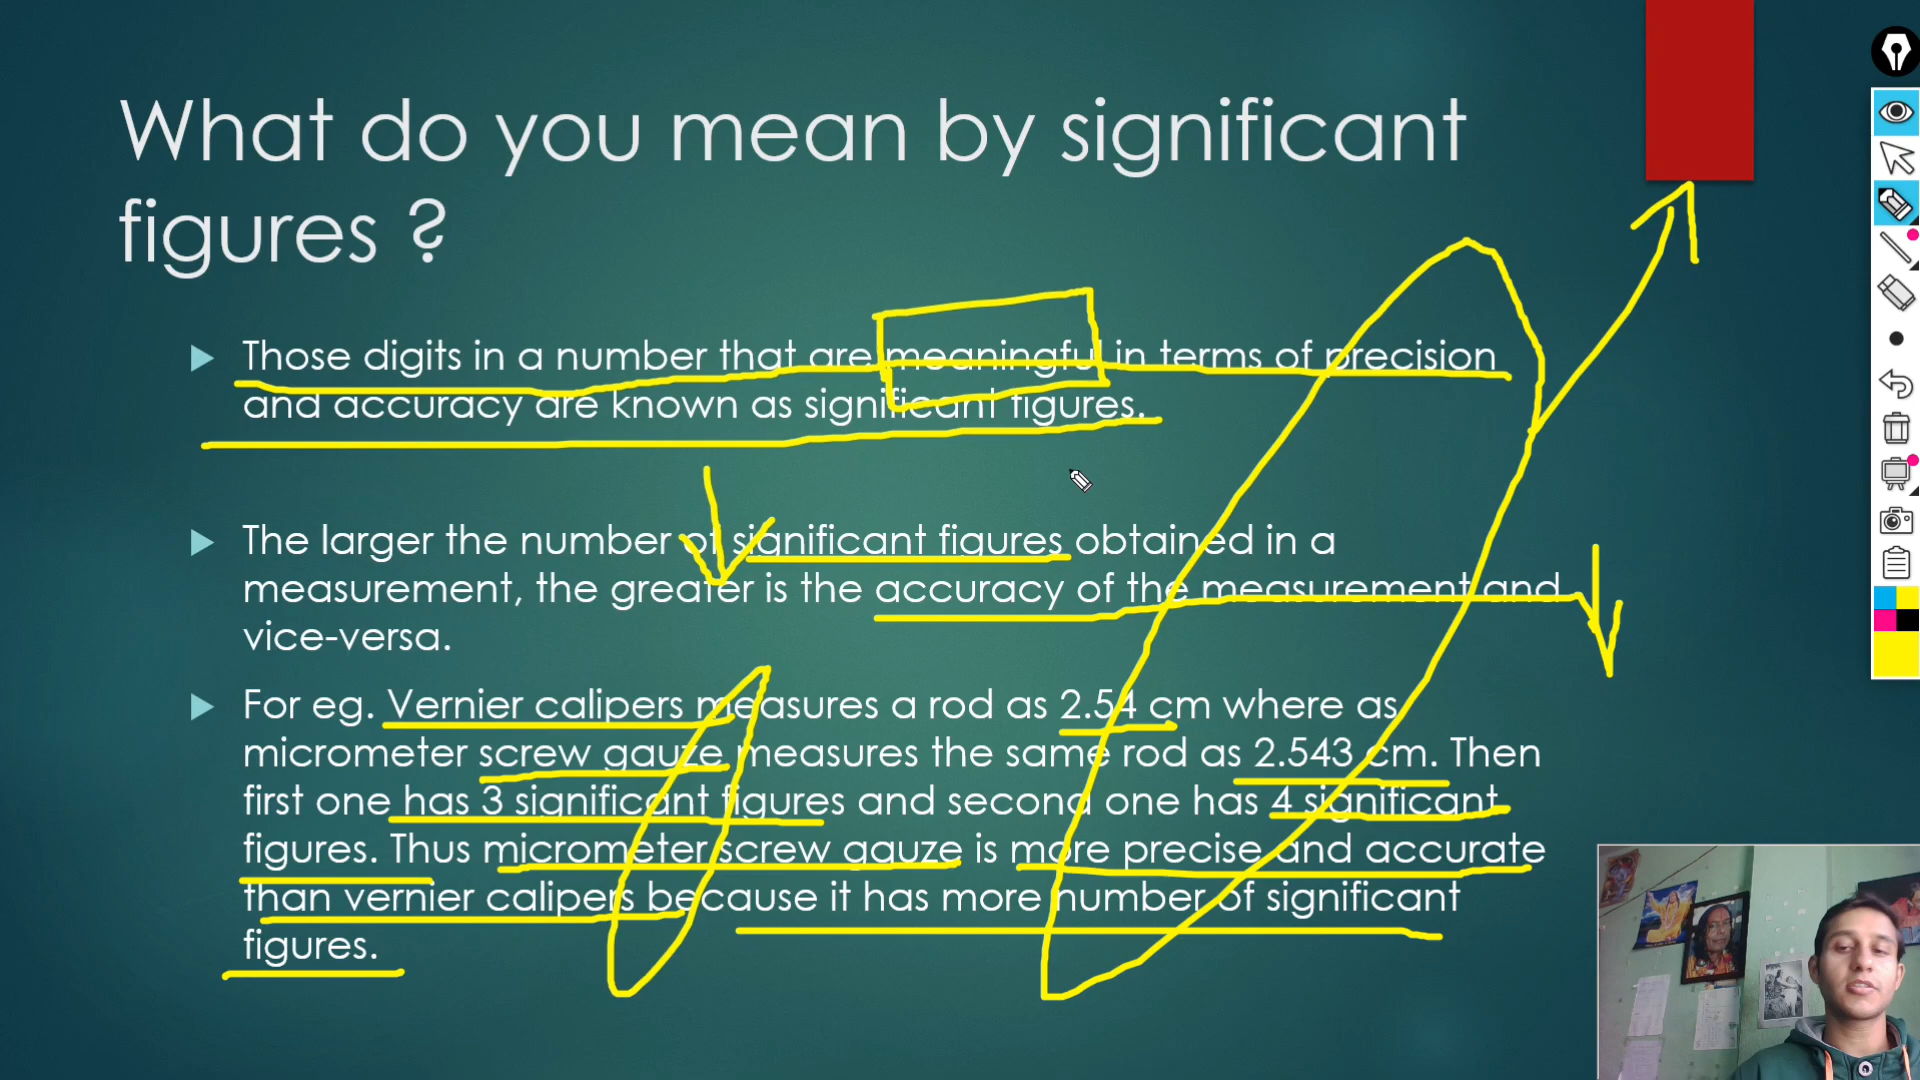 What do you mean by significant
figures ?
Those digits in a number that are meaningful in terms of precision
and accuracy are known as significant figures.
The larger the number of significant figures obtained in a
measurement, the greater is the accuracy of the measurement and
vice-versa.
For eg. Vernier calipers measures a rod as 2.54 cm where as
micrometer screw gauze measures the same rod as 2.543 cm. Then
first one has 3 significant figures and second one has 4 significant
figures. Thus micrometer screw gauze is more precise and accurate
than vernier calipers because it has more number of significant
figures.